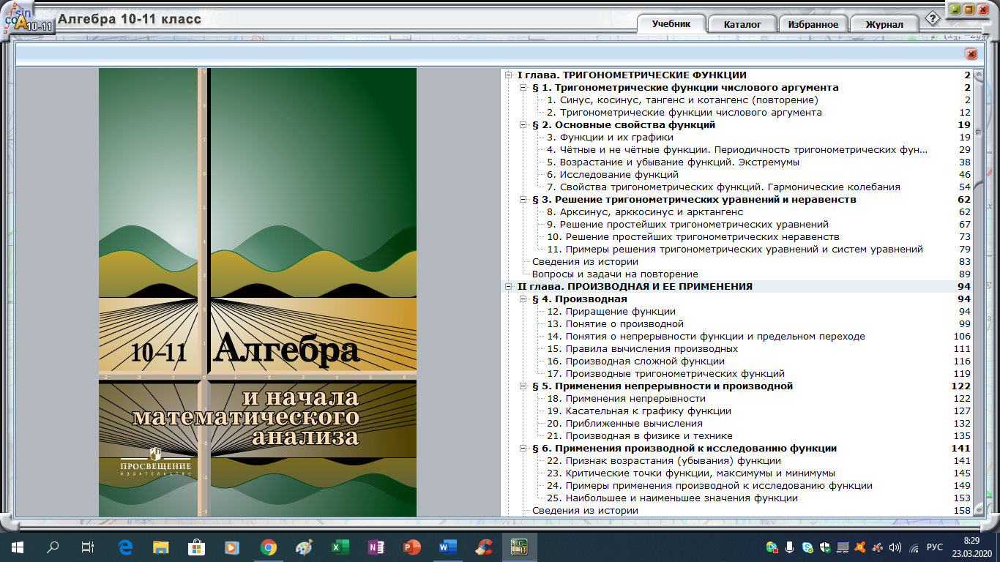 sin
co
A
10-11
Алгебра 10-11 класс
Учебник
Каталог
Избранное
Журнал
?
10–11 Алгебра
и начала
математического
анализа
ПРОСВЕЩЕНИЕ
ИЗДАТЕЛЬСТВО
I глава. ТРИГОНОМЕТРИЧЕСКИЕ ФУНКЦИИ 2
§ 1. Тригонометрические функции числового аргумента 2
1. Синус, косинус, тангенс и котангенс (повторение) 2
2. Тригонометрические функции числового аргумента 12
§ 2. Основные свойства функций 19
3. Функции и их графики 19
4. Чётные и не чётные функции. Периодичность тригонометрических фун... 29
5. Возрастание и убывание функций. Экстремумы 38
6. Исследование функций 46
7. Свойства тригонометрических функций. Гармонические колебания 54
§ 3. Решение тригонометрических уравнений и неравенств 62
8. Арксинус, арккосинус и арктангенс 62
9. Решение простейших тригонометрических уравнений 67
10. Решение простейших тригонометрических неравенств 73
11. Примеры решения тригонометрических уравнений и систем уравнений 79
Сведения из истории 83
Вопросы и задачи на повторение 89
II глава. ПРОИЗВОДНАЯ И ЕЕ ПРИМЕНЕНИЯ 94
§ 4. Производная 94
12. Приращение функции 94
13. Понятие о производной 99
14. Понятия о непрерывности функции и предельном переходе 106
15. Правила вычисления производных 111
16. Производная сложной функции 116
17. Производные тригонометрических функций 119
§ 5. Применения непрерывности и производной 122
18. Применения непрерывности 122
19. Касательная к графику функции 127
20. Приближенные вычисления 132
21. Производная в физике и технике 135
§ 6. Применения производной к исследованию функции 141
22. Признак возрастания (убывания) функции 141
23. Критические точки функции, максимумы и минимумы 145
24. Примеры применения производной к исследованию функции 149
25. Наибольшее и наименьшее значения функции 153
Сведения из истории 158
РУС
8:29
23.03.2020